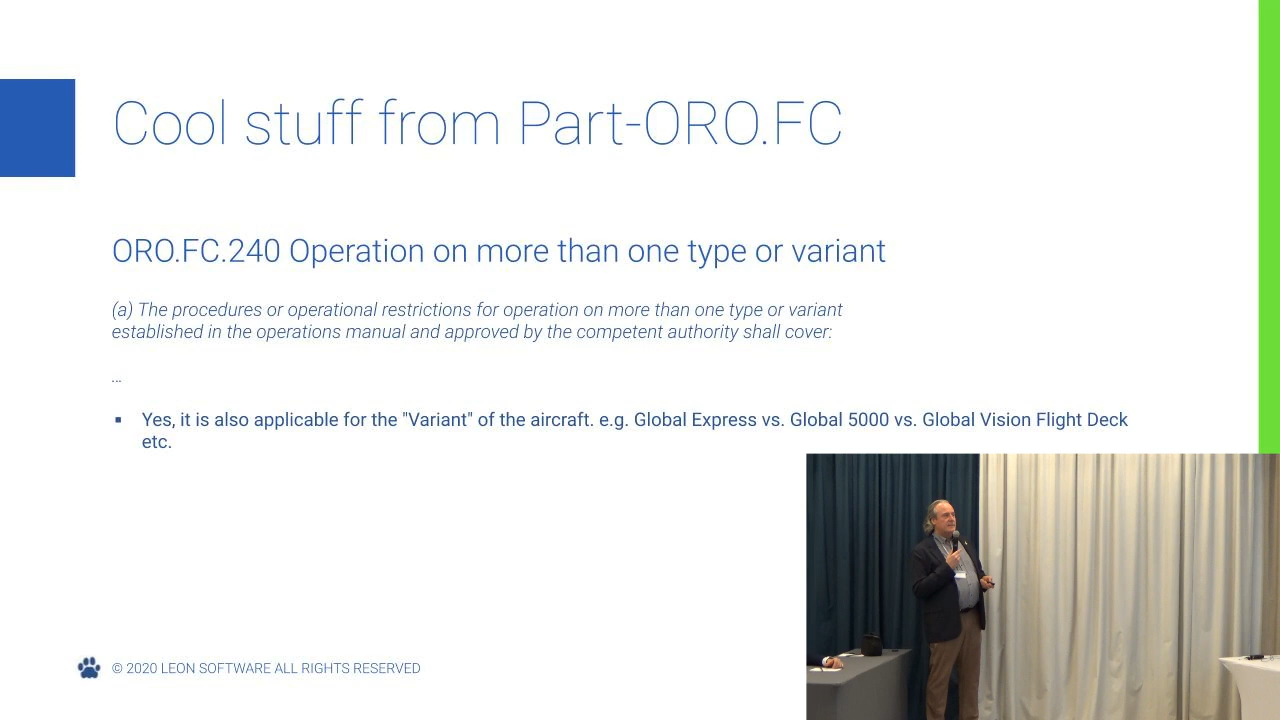 Cool stuff from Part-ORO.FC
ORO.FC.240 Operation on more than one type or variant
(a) The procedures or operational restrictions for operation on more than one type or variant
established in the operations manual and approved by the competent authority shall cover:
...
▪ Yes, it is also applicable for the "Variant" of the aircraft. e.g. Global Express vs. Global 5000 vs. Global Vision Flight Deck
etc.
© 2020 LEON SOFTWARE ALL RIGHTS RESERVED